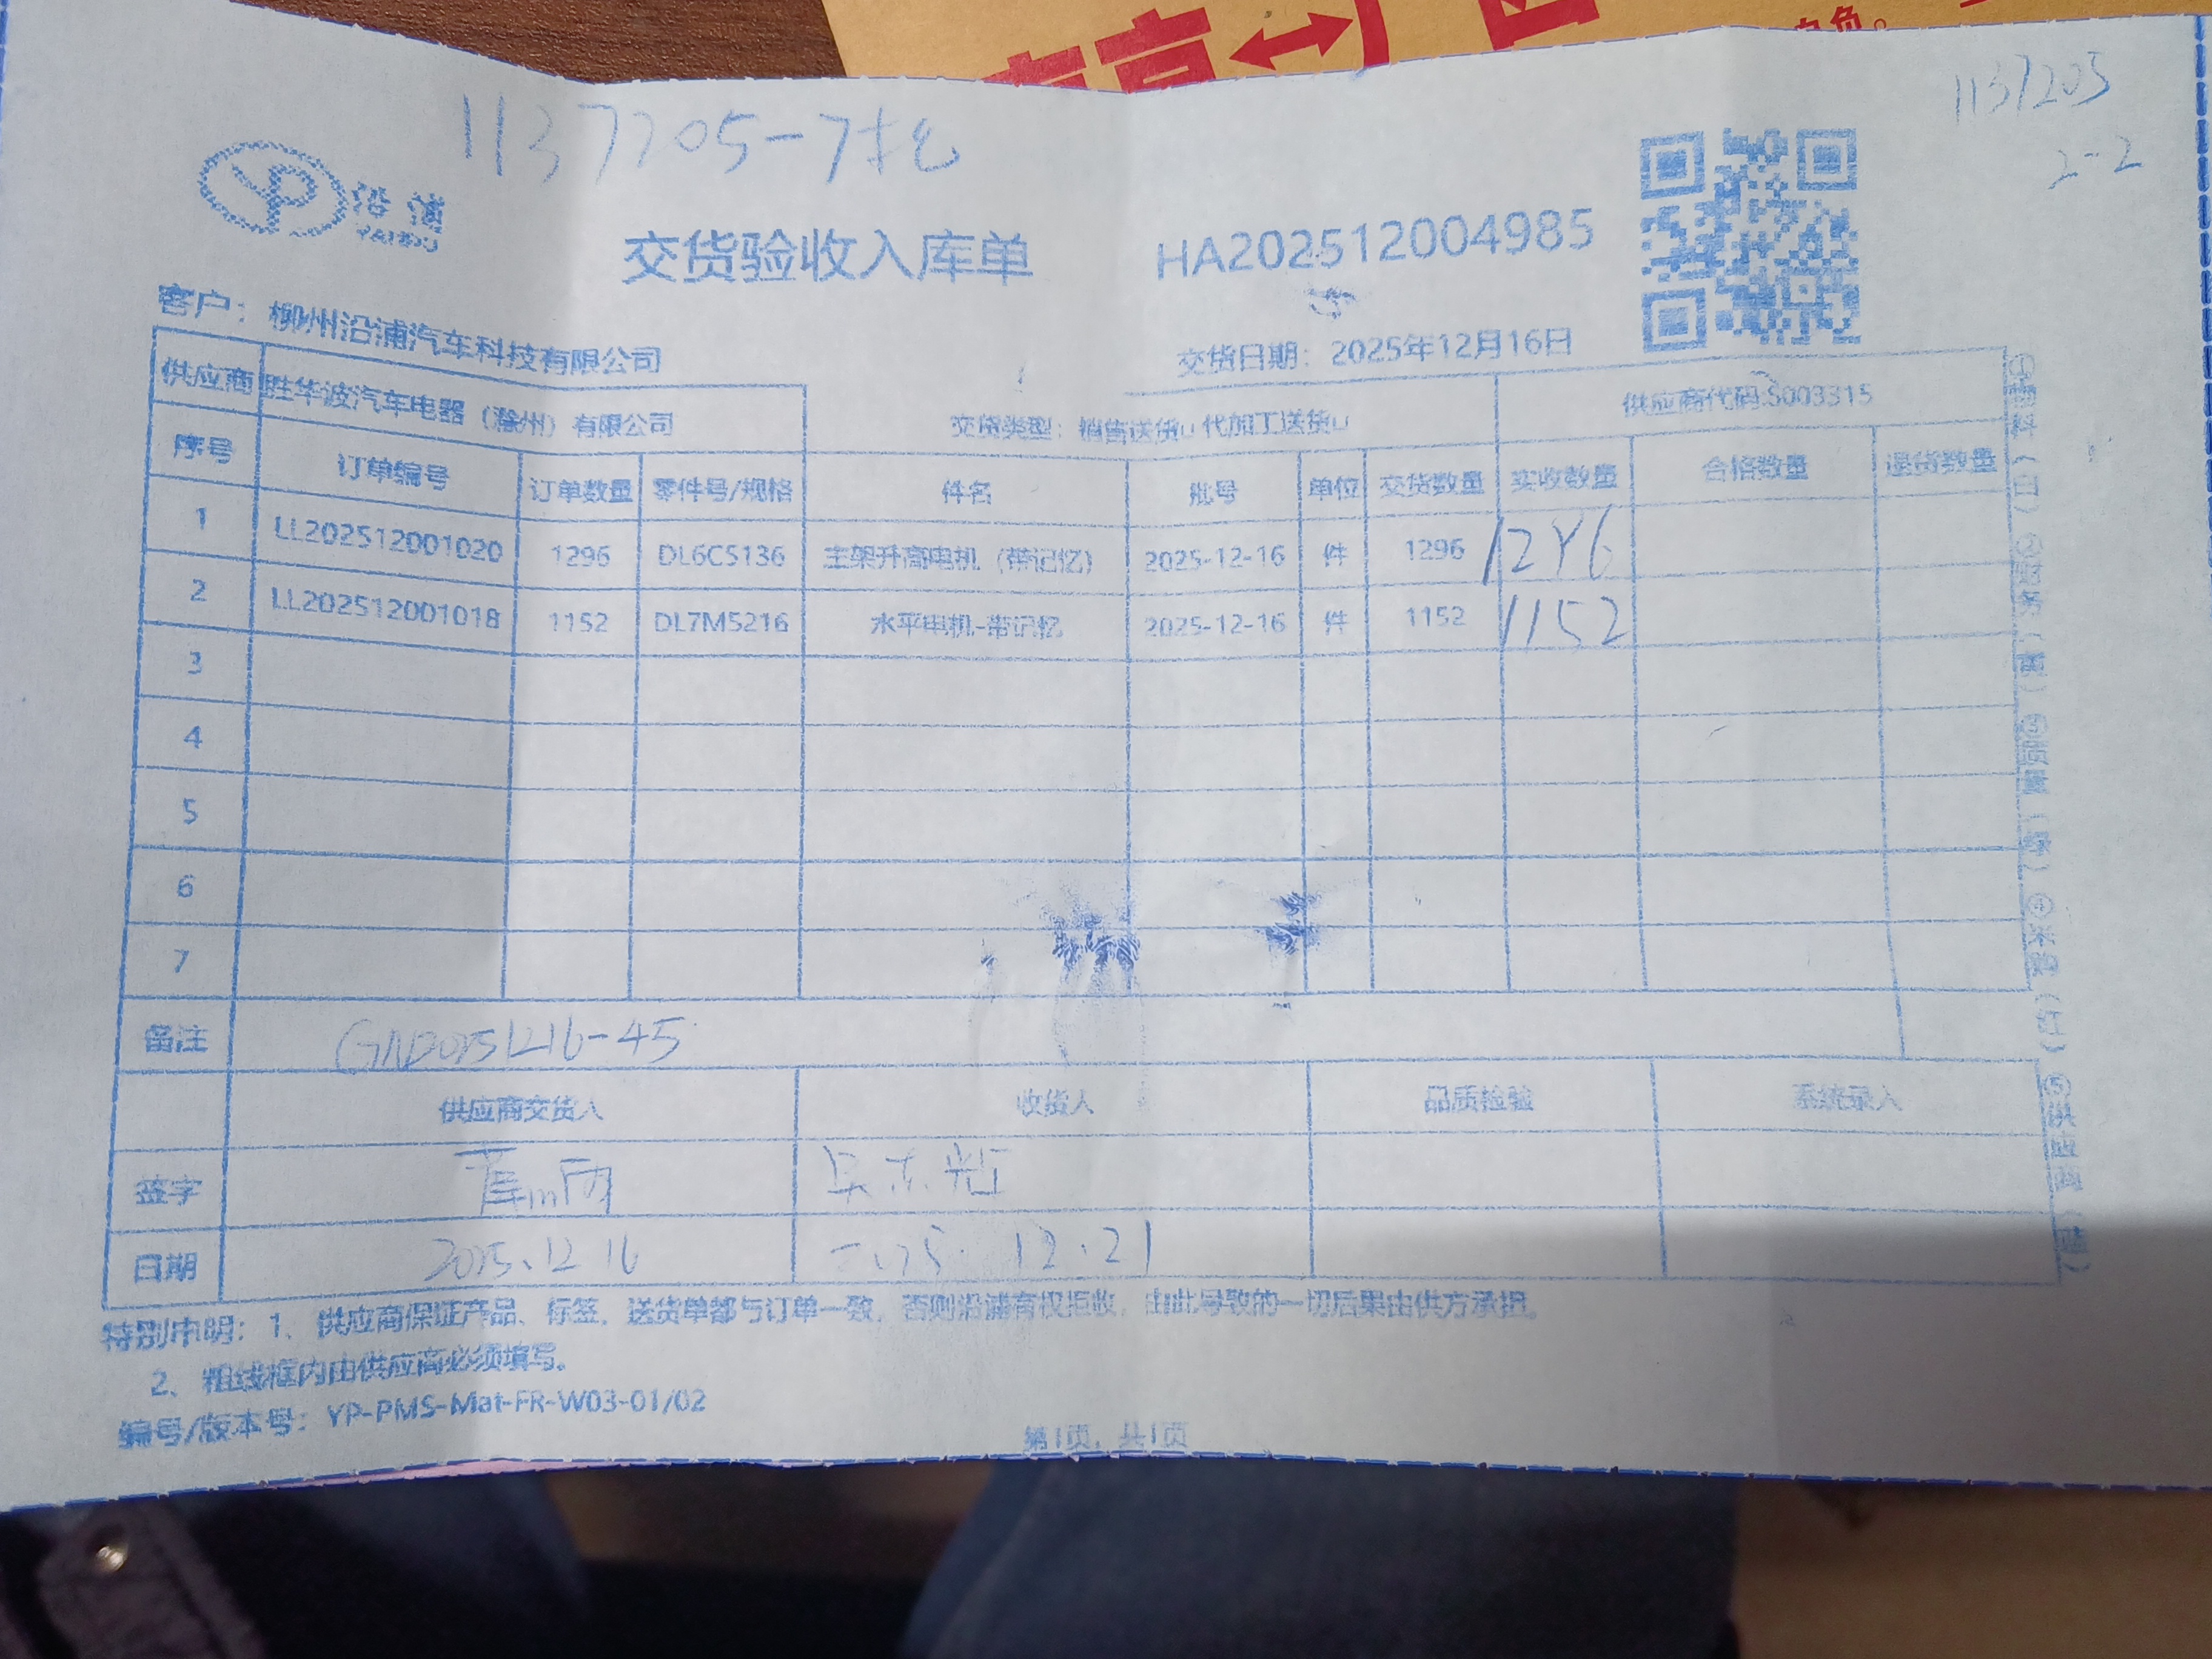 南京↔
自负。
1137205-7托
1137205
2-2
YP 沿浦
YANPU
交货验收入库单
HA202512004985
客户：柳州沿浦汽车科技有限公司
交货日期：2025年12月16日
供应商 胜华波汽车电器（滁州）有限公司 交货类型：销售送货□ 代加工送货□ 供应商代码:S003315
序号 订单编号 订单数量 零件号/规格 件名 批号 单位 交货数量 实收数量 合格数量 退货数量
1 LL202512001020 1296 DL6C5136 主架升高电机（带记忆） 2025-12-16 件 1296 1296
2 LL202512001018 1152 DL7M5216 水平电机-带记忆 2025-12-16 件 1152 1152
3
4
5
6
7
备注 GND0251216-45
供应商交货人 收货人 品质检验 系统录入
签字
日期 2025.12.16 2025.12.21
特别申明：1、供应商保证产品、标签、送货单都与订单一致，否则沿浦有权拒收，由此导致的一切后果由供方承担。
2、粗线框内由供应商必须填写。
编号/版本号：YP-PMS-Mat-FR-W03-01/02
第1页，共1页
①物料（白）②财务（黄）③质量（绿）④采购（红）⑤供应商（蓝）